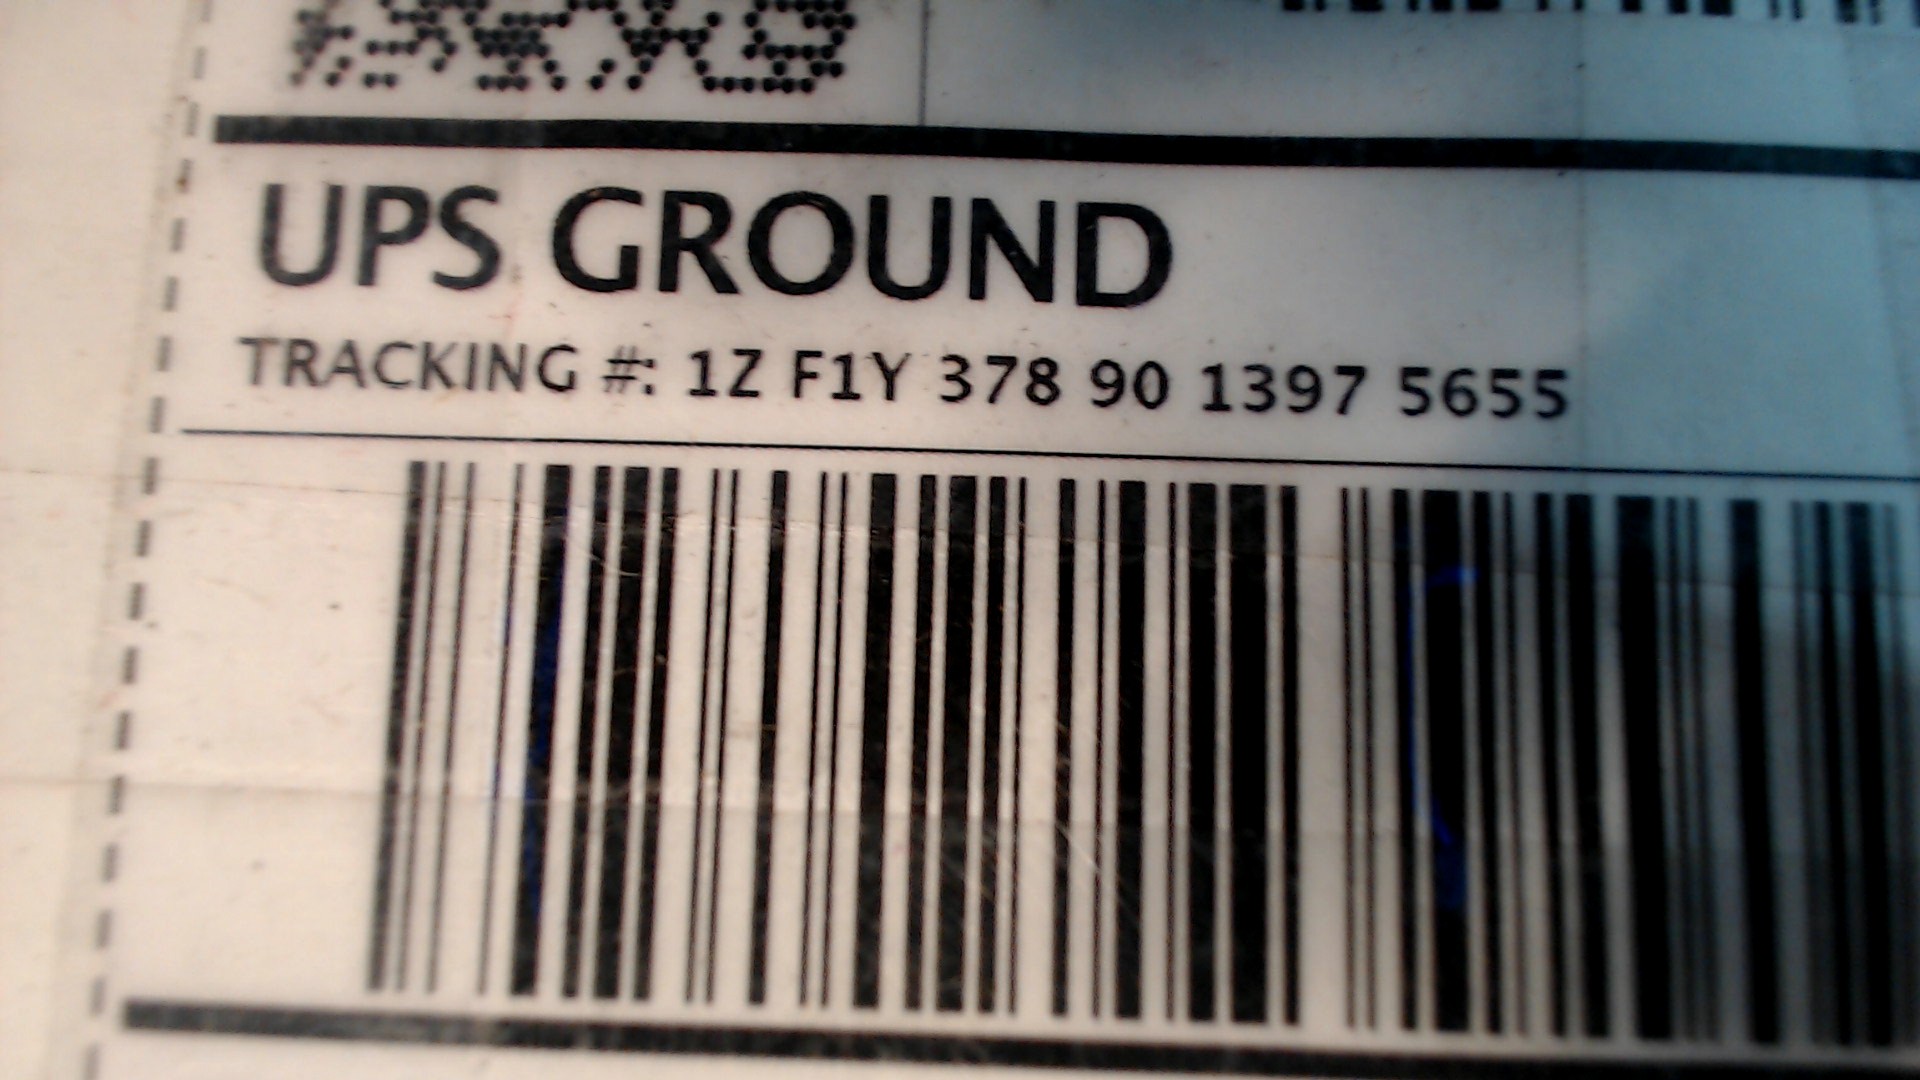 UPS GROUND
TRACKING #: 1Z F1Y 378 90 1397 5655